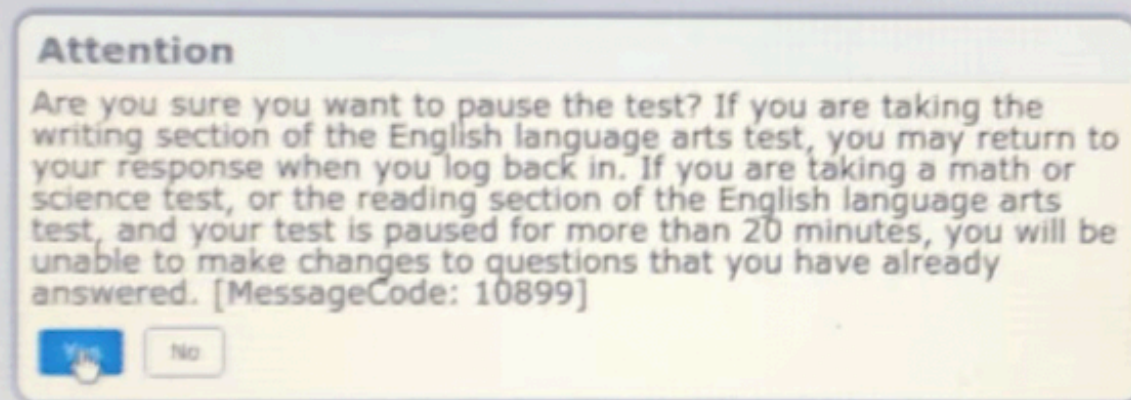 Attention
Are you sure you want to pause the test? If you are taking the
writing section of the English language arts test, you may return to
your response when you log back in. If you are taking a math or
science test, or the reading section of the English language arts
test, and your test is paused for more than 20 minutes, you will be
unable to make changes to questions that you have already
answered. [MessageCode: 10899]
Yes No